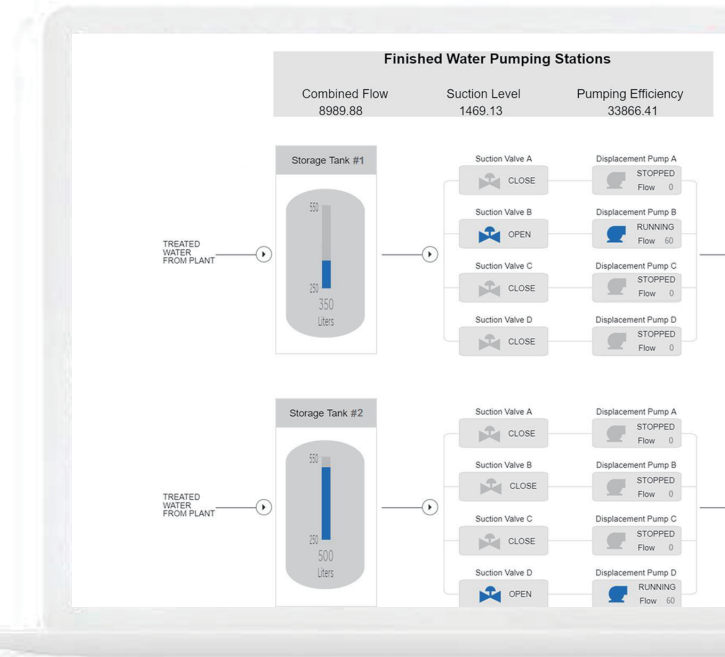 Finished Water Pumping Stations
Combined Flow Suction Level Pumping Efficiency
8989.88 1469.13 33866.41
Storage Tank #1
550
250
350
Liters
TREATED
WATER
FROM PLANT
Suction Valve A Displacement Pump A
CLOSE
STOPPED
Flow 0
Suction Valve B Displacement Pump B
OPEN
RUNNING
Flow 60
Suction Valve C Displacement Pump C
CLOSE
STOPPED
Flow 0
Suction Valve D Displacement Pump D
CLOSE
STOPPED
Flow 0
Storage Tank #2
550
250
500
Liters
TREATED
WATER
FROM PLANT
Suction Valve A Displacement Pump A
CLOSE
STOPPED
Flow 0
Suction Valve B Displacement Pump B
CLOSE
STOPPED
Flow 0
Suction Valve C Displacement Pump C
CLOSE
STOPPED
Flow 0
Suction Valve D Displacement Pump D
OPEN
RUNNING
Flow 60